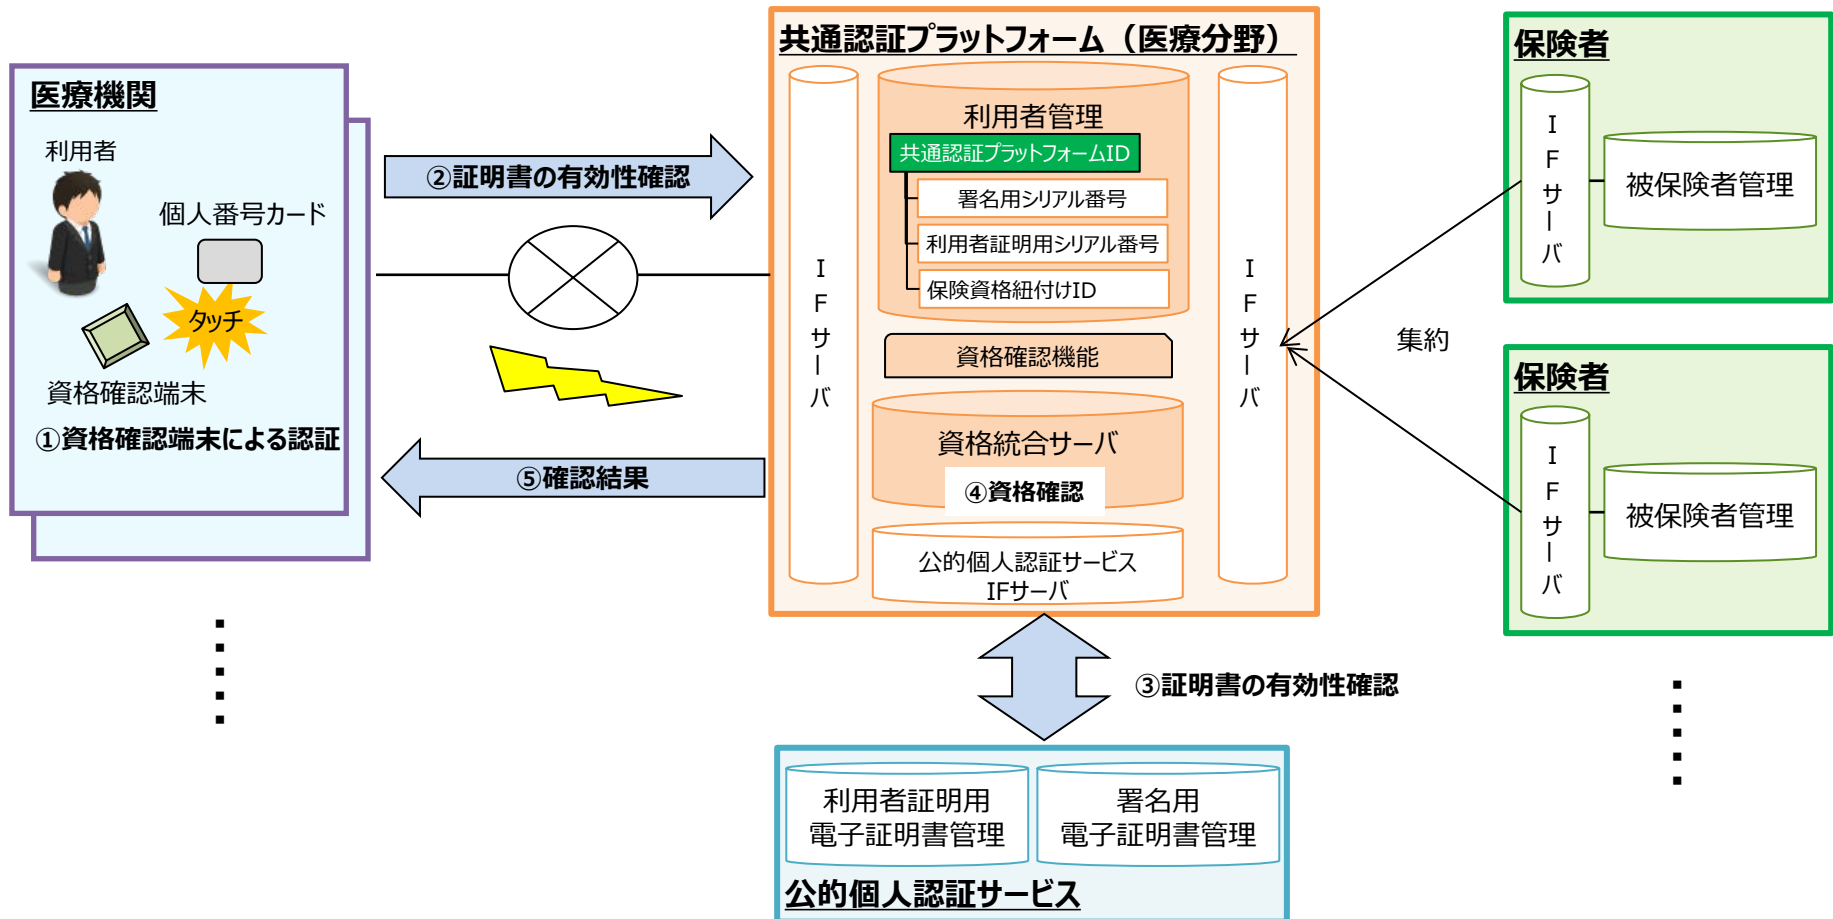 医療機関
利用者
個人番号カード
タッチ
資格確認端末
①資格確認端末による認証
②証明書の有効性確認
⑤確認結果
共通認証プラットフォーム（医療分野）
IFサーバ
利用者管理
共通認証プラットフォームID
署名用シリアル番号
利用者証明用シリアル番号
保険資格紐付けID
資格確認機能
資格統合サーバ
④資格確認
公的個人認証サービス
IFサーバ
IFサーバ
③証明書の有効性確認
利用者証明用
電子証明書管理
署名用
電子証明書管理
公的個人認証サービス
集約
保険者
IFサーバ
被保険者管理
保険者
IFサーバ
被保険者管理